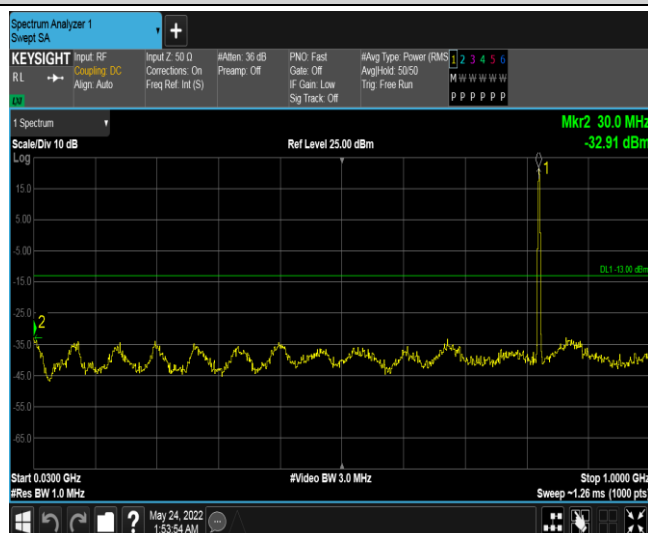 Spectrum Analyzer 1
Swept SA
+
KEYSIGHT
RL
Input: RF
Coupling: DC
Align: Auto
Input Z: 50 Ω
Corrections: On
Freq Ref: Int (S)
#Atten: 36 dB
Preamp: Off
PNO: Fast
Gate: Off
IF Gain: Low
Sig Track: Off
#Avg Type: Power (RMS
Avg|Hold: 50/50
Trig: Free Run
1 2 3 4 5 6
M W W W W W
P P P P P P
1 Spectrum
Mkr2 30.0 MHz
-32.91 dBm
Scale/Div 10 dB
Ref Level 25.00 dBm
Log
1
15.0
5.00
-5.00
DL1 -13.00 dBm
-15.0
-25.0
2
-35.0
-45.0
-55.0
-65.0
Start 0.0300 GHz
#Video BW 3.0 MHz
Stop 1.0000 GHz
#Res BW 1.0 MHz
Sweep ~1.26 ms (1000 pts)
?
May 24, 2022
1:53:54 AM